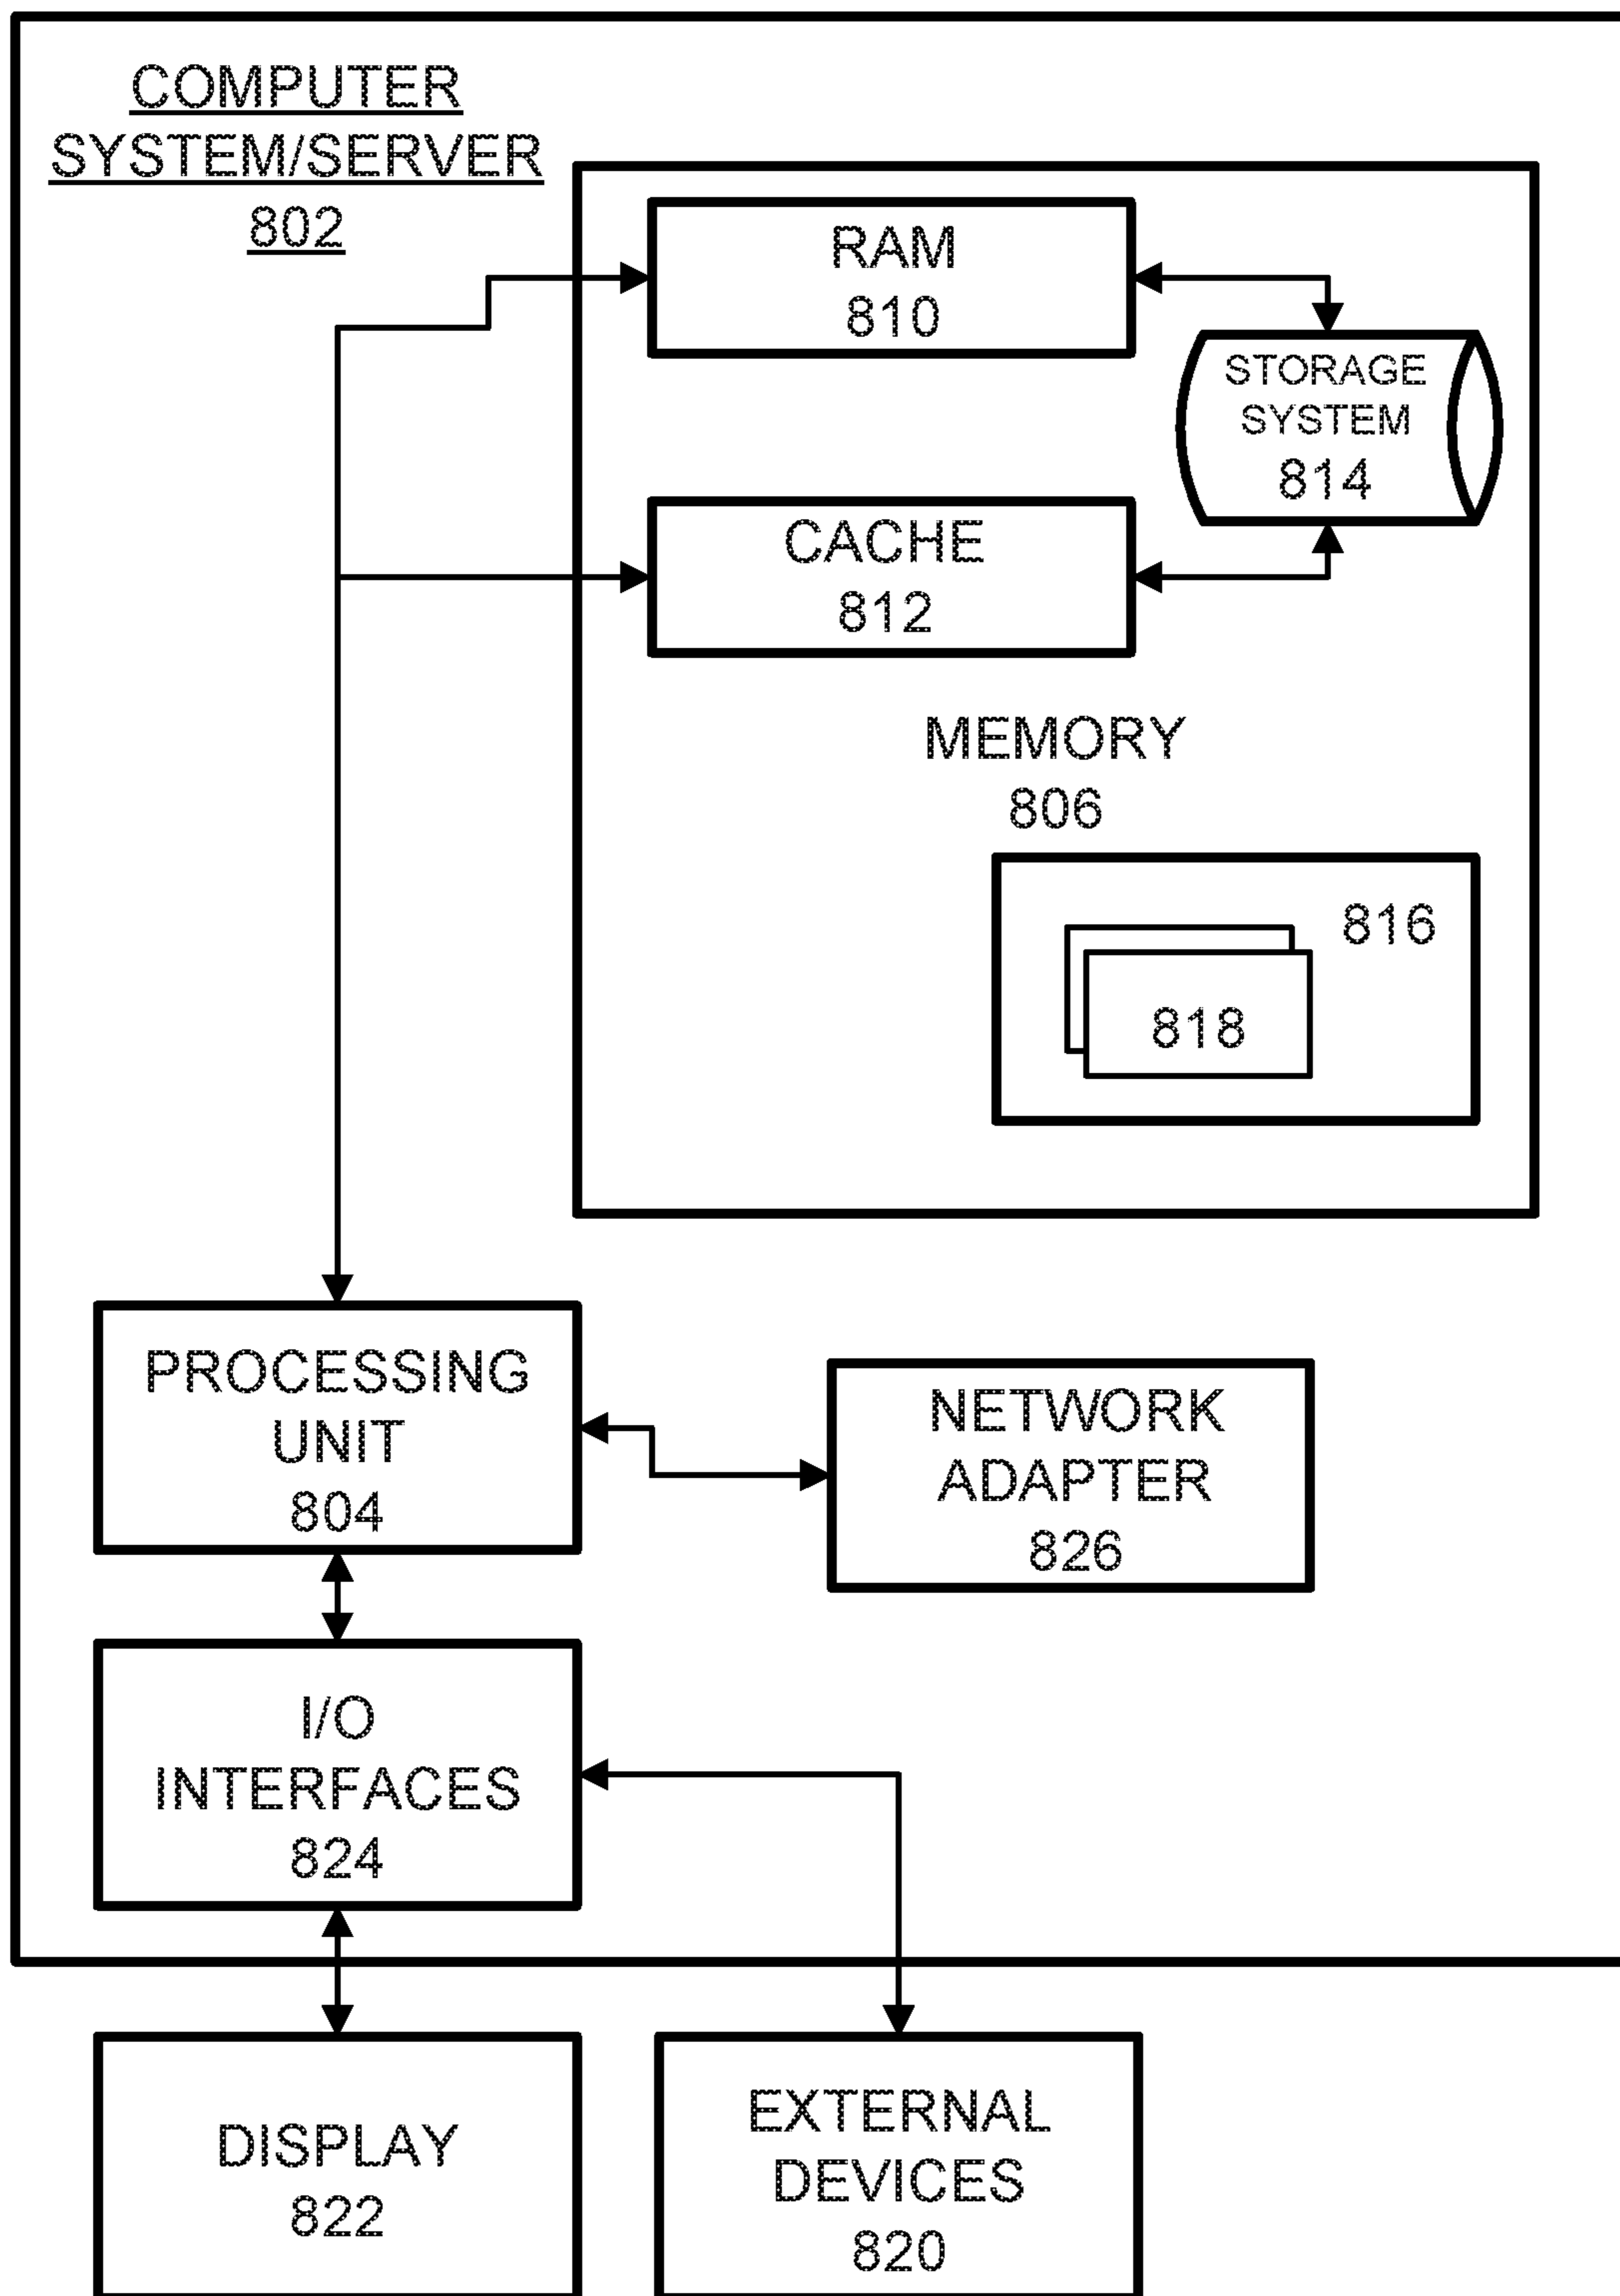 COMPUTER
SYSTEM/SERVER
802
RAM
810
STORAGE
SYSTEM
814
CACHE
812
MEMORY
806
816
818
PROCESSING
UNIT
804
NETWORK
ADAPTER
826
I/O
INTERFACES
824
DISPLAY
822
EXTERNAL
DEVICES
820